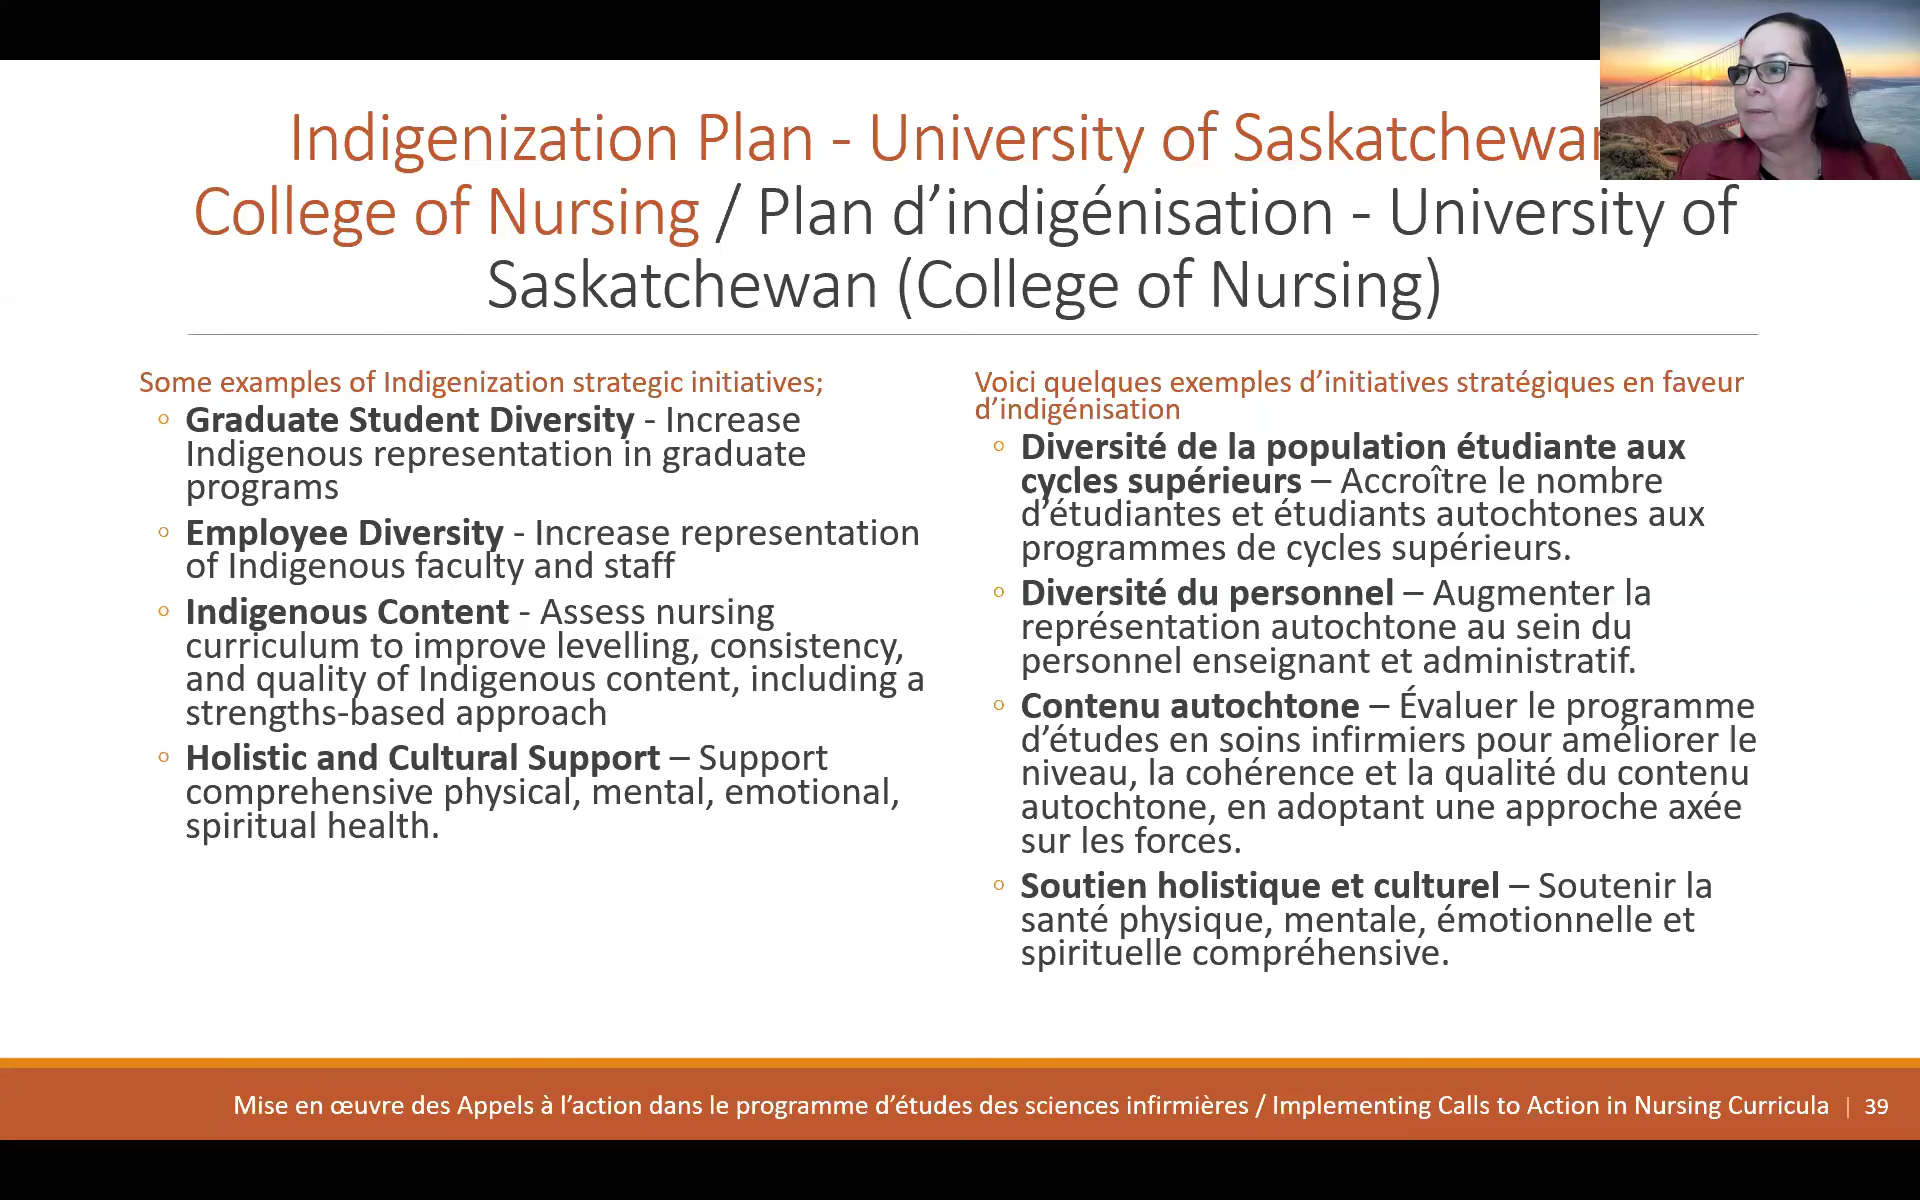 Indigenization Plan - University of Saskatchewan
College of Nursing / Plan d’indigénisation - University of
Saskatchewan (College of Nursing)
Some examples of Indigenization strategic initiatives;
◦ Graduate Student Diversity - Increase
Indigenous representation in graduate
programs
◦ Employee Diversity - Increase representation
of Indigenous faculty and staff
◦ Indigenous Content - Assess nursing
curriculum to improve levelling, consistency,
and quality of Indigenous content, including a
strengths-based approach
◦ Holistic and Cultural Support – Support
comprehensive physical, mental, emotional,
spiritual health.
Voici quelques exemples d’initiatives stratégiques en faveur
d’indigénisation
◦ Diversité de la population étudiante aux
cycles supérieurs – Accroître le nombre
d’étudiantes et étudiants autochtones aux
programmes de cycles supérieurs.
◦ Diversité du personnel – Augmenter la
représentation autochtone au sein du
personnel enseignant et administratif.
◦ Contenu autochtone – Évaluer le programme
d’études en soins infirmiers pour améliorer le
niveau, la cohérence et la qualité du contenu
autochtone, en adoptant une approche axée
sur les forces.
◦ Soutien holistique et culturel – Soutenir la
santé physique, mentale, émotionnelle et
spirituelle compréhensive.
Mise en œuvre des Appels à l’action dans le programme d’études des sciences infirmières / Implementing Calls to Action in Nursing Curricula | 39